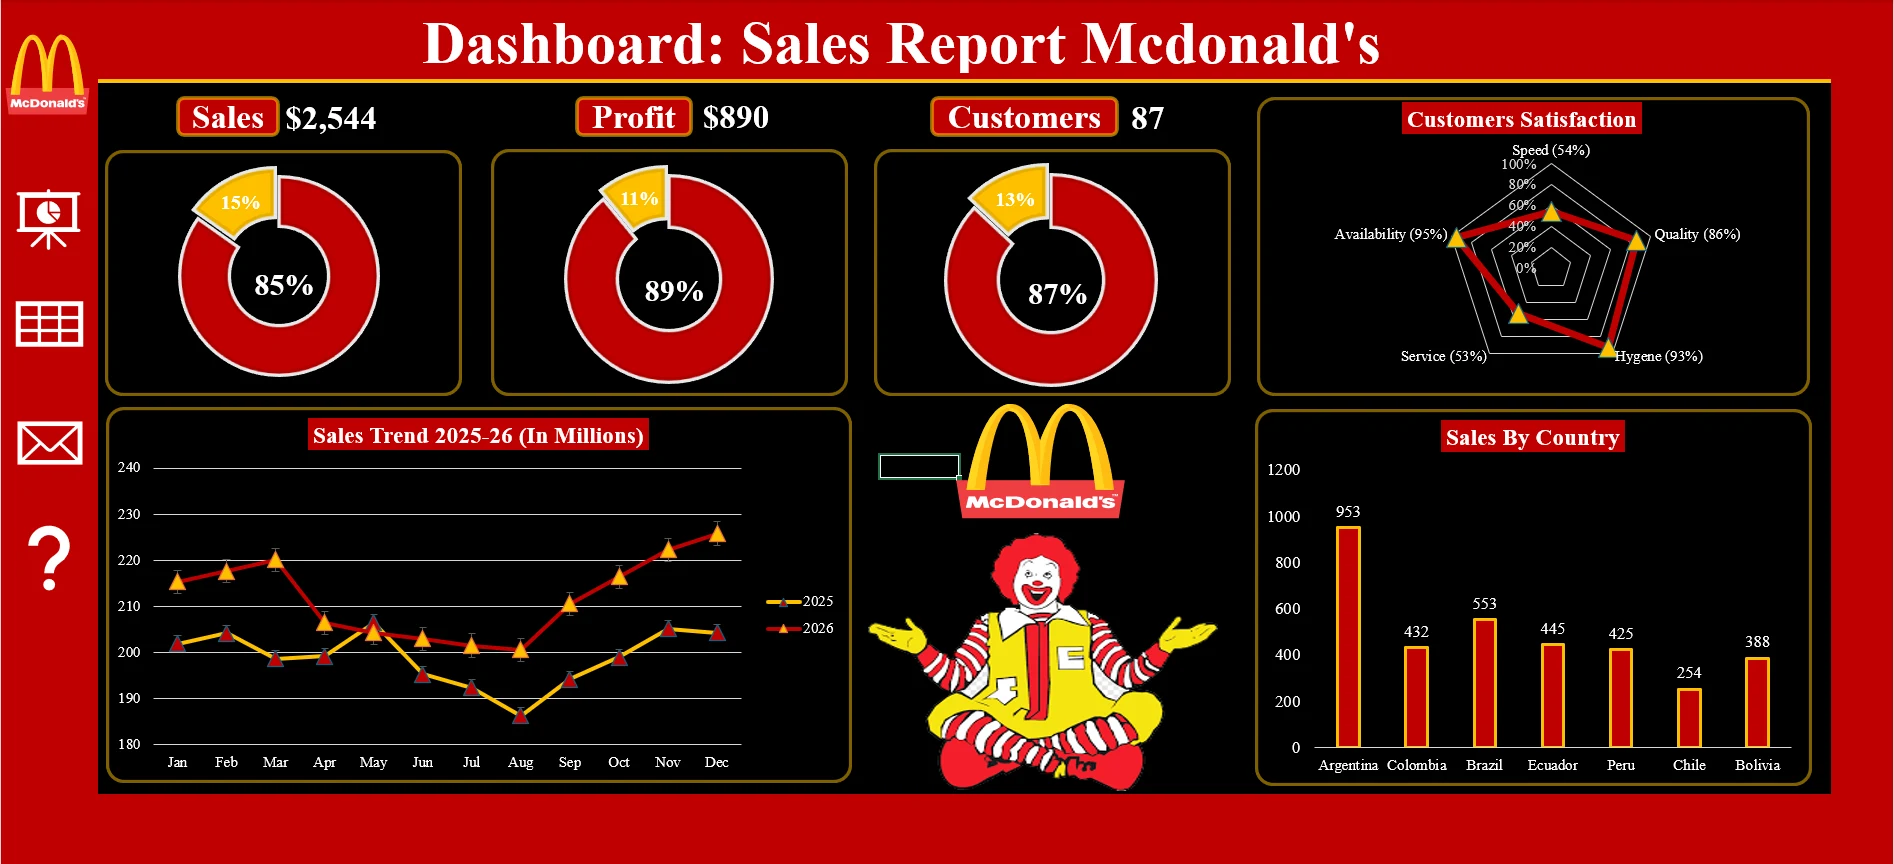 Dashboard: Sales Report Mcdonald's
McDonald's
Sales $2,544
Profit $890
Customers 87
15%
85%
11%
89%
13%
87%
Customers Satisfaction
Speed (54%)
100%
80%
60%
40%
20%
0%
Availability (95%)
Quality (86%)
Service (53%)
Hygene (93%)
Sales Trend 2025-26 (In Millions)
240
230
220
210
200
190
180
Jan Feb Mar Apr May Jun Jul Aug Sep Oct Nov Dec
2025
2026
McDonald's™
Sales By Country
1200
1000
800
600
400
200
0
953
432
553
445
425
254
388
Argentina Colombia Brazil Ecuador Peru Chile Bolivia